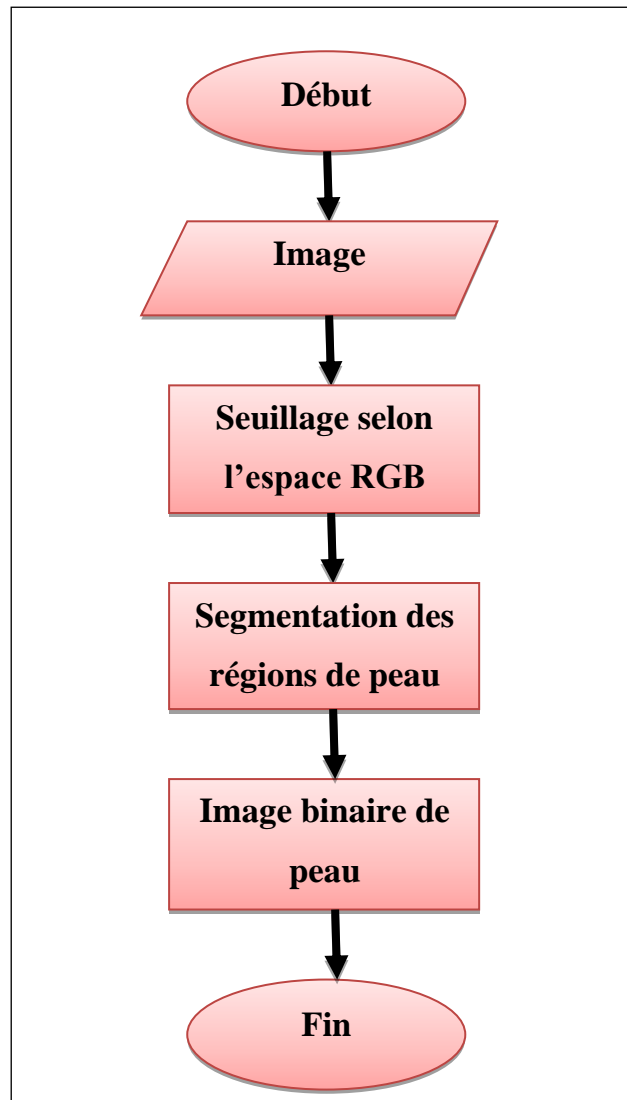 Début
Image
Seuillage selon
l’espace RGB
Segmentation des
régions de peau
Image binaire de
peau
Fin